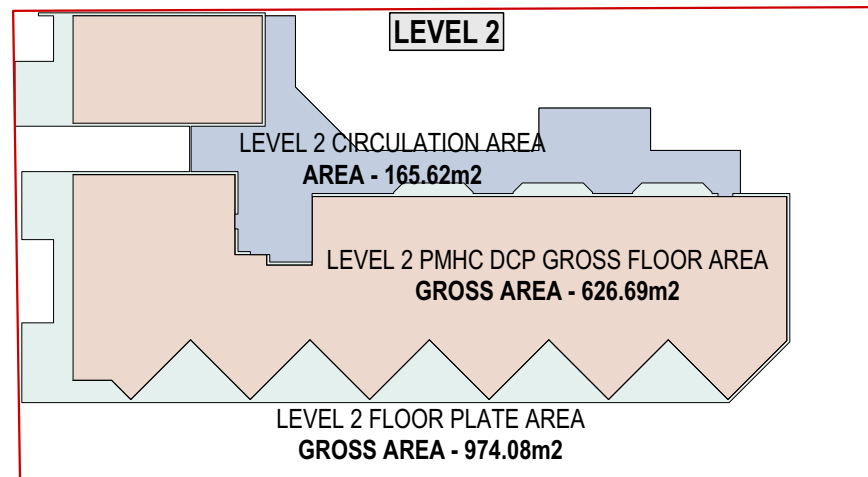 LEVEL 2
LEVEL 2 CIRCULATION AREA
AREA - 165.62m2
LEVEL 2 PMHC DCP GROSS FLOOR AREA
GROSS AREA - 626.69m2
LEVEL 2 FLOOR PLATE AREA
GROSS AREA - 974.08m2